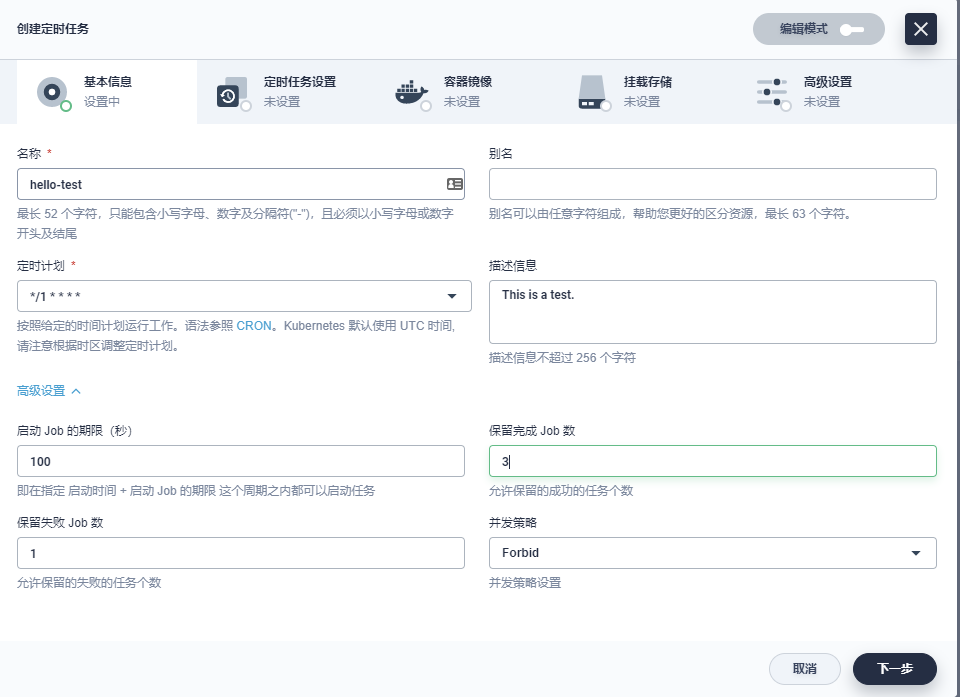 创建定时任务
编辑模式
基本信息
设置中
定时任务设置
未设置
容器镜像
未设置
挂载存储
未设置
高级设置
未设置
名称 *
hello-test
最长 52 个字符，只能包含小写字母、数字及分隔符("-")，且必须以小写字母或数字
开头及结尾
别名
别名可以由任意字符组成，帮助您更好的区分资源，最长 63 个字符。
定时计划 *
*/1 * * * *
按照给定的时间计划运行工作。语法参照 CRON。Kubernetes 默认使用 UTC 时间,
请注意根据时区调整定时计划。
描述信息
This is a test.
描述信息不超过 256 个字符
高级设置
启动 Job 的期限（秒）
100
即在指定 启动时间 + 启动 Job 的期限 这个周期之内都可以启动任务
保留完成 Job 数
3
允许保留的成功的任务个数
保留失败 Job 数
1
允许保留的失败的任务个数
并发策略
Forbid
并发策略设置
取消
下一步